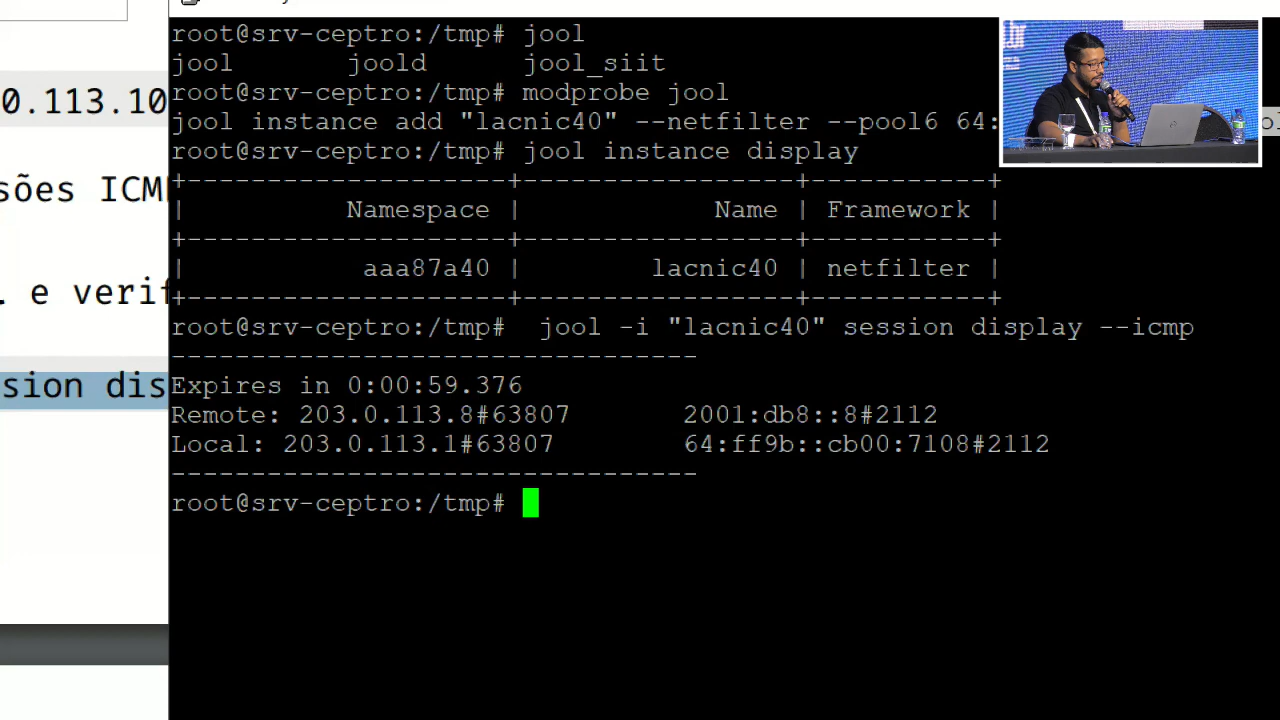 root@srv-ceptro:/tmp# jool
jool       joold      jool_siit
root@srv-ceptro:/tmp# modprobe jool
jool instance add "lacnic40" --netfilter --pool6 64:
root@srv-ceptro:/tmp# jool instance display
+---------------------+-----------------+-----------+
| Namespace | Name | Framework |
+---------------------+-----------------+-----------+
| aaa87a40 | lacnic40 | netfilter |
+---------------------+-----------------+-----------+
root@srv-ceptro:/tmp#  jool -i "lacnic40" session display --icmp
---------------------------------
Expires in 0:00:59.376
Remote: 203.0.113.8#63807       2001:db8::8#2112
Local: 203.0.113.1#63807        64:ff9b::cb00:7108#2112
---------------------------------
root@srv-ceptro:/tmp#
0.113.10
sões ICM
. e verif
sion dis